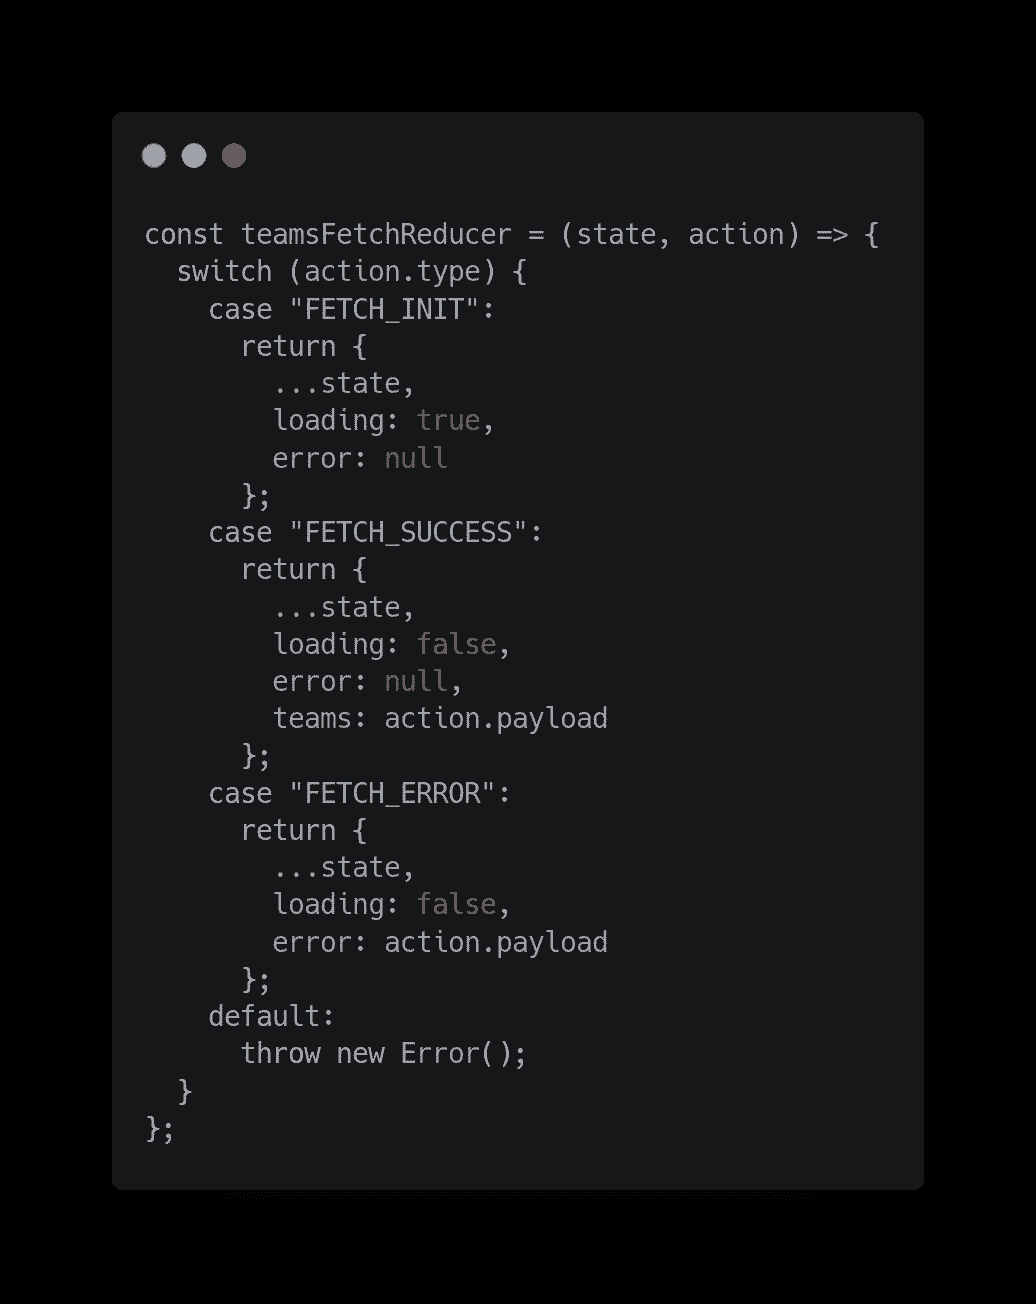 const teamsFetchReducer = (state, action) => {
  switch (action.type) {
    case "FETCH_INIT":
      return {
        ...state,
        loading: true,
        error: null
      };
    case "FETCH_SUCCESS":
      return {
        ...state,
        loading: false,
        error: null,
        teams: action.payload
      };
    case "FETCH_ERROR":
      return {
        ...state,
        loading: false,
        error: action.payload
      };
    default:
      throw new Error();
  }
};